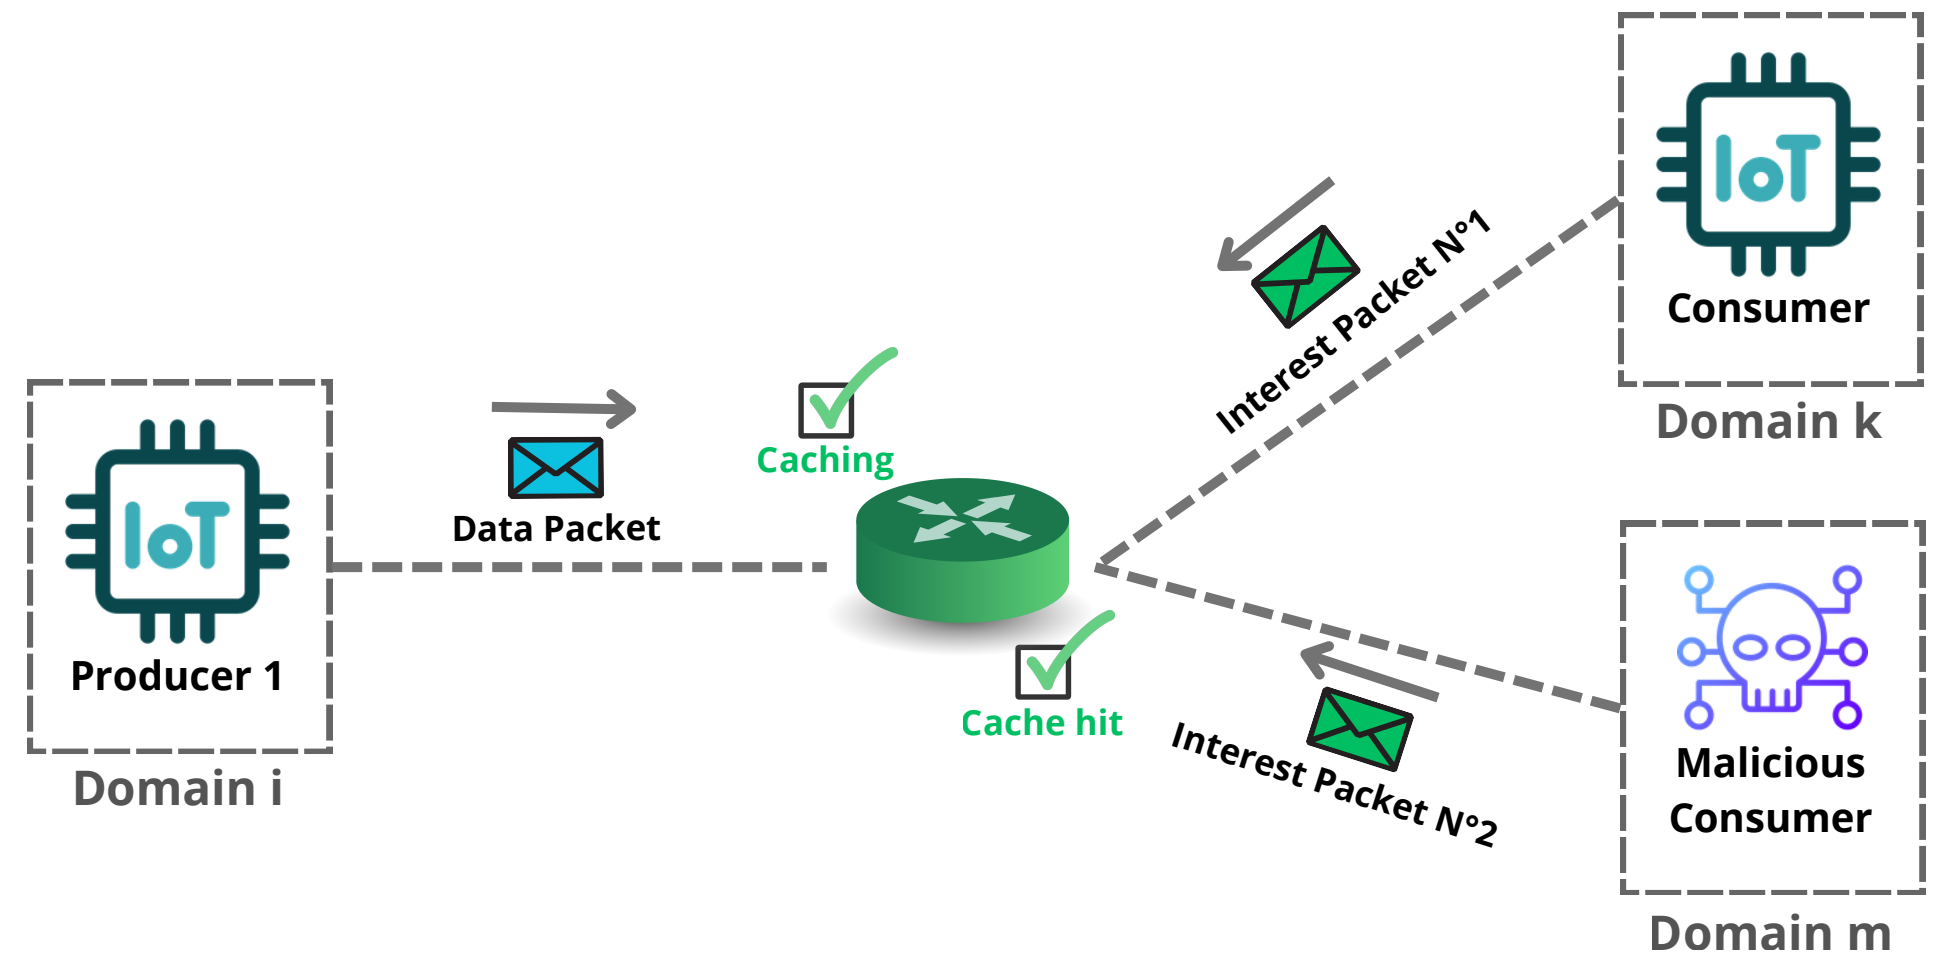 IoT
Consumer
Domain k
Interest Packet N°1
Caching
Data Packet
IoT
Producer 1
Domain i
Cache hit
Interest Packet N°2
Malicious
Consumer
Domain m